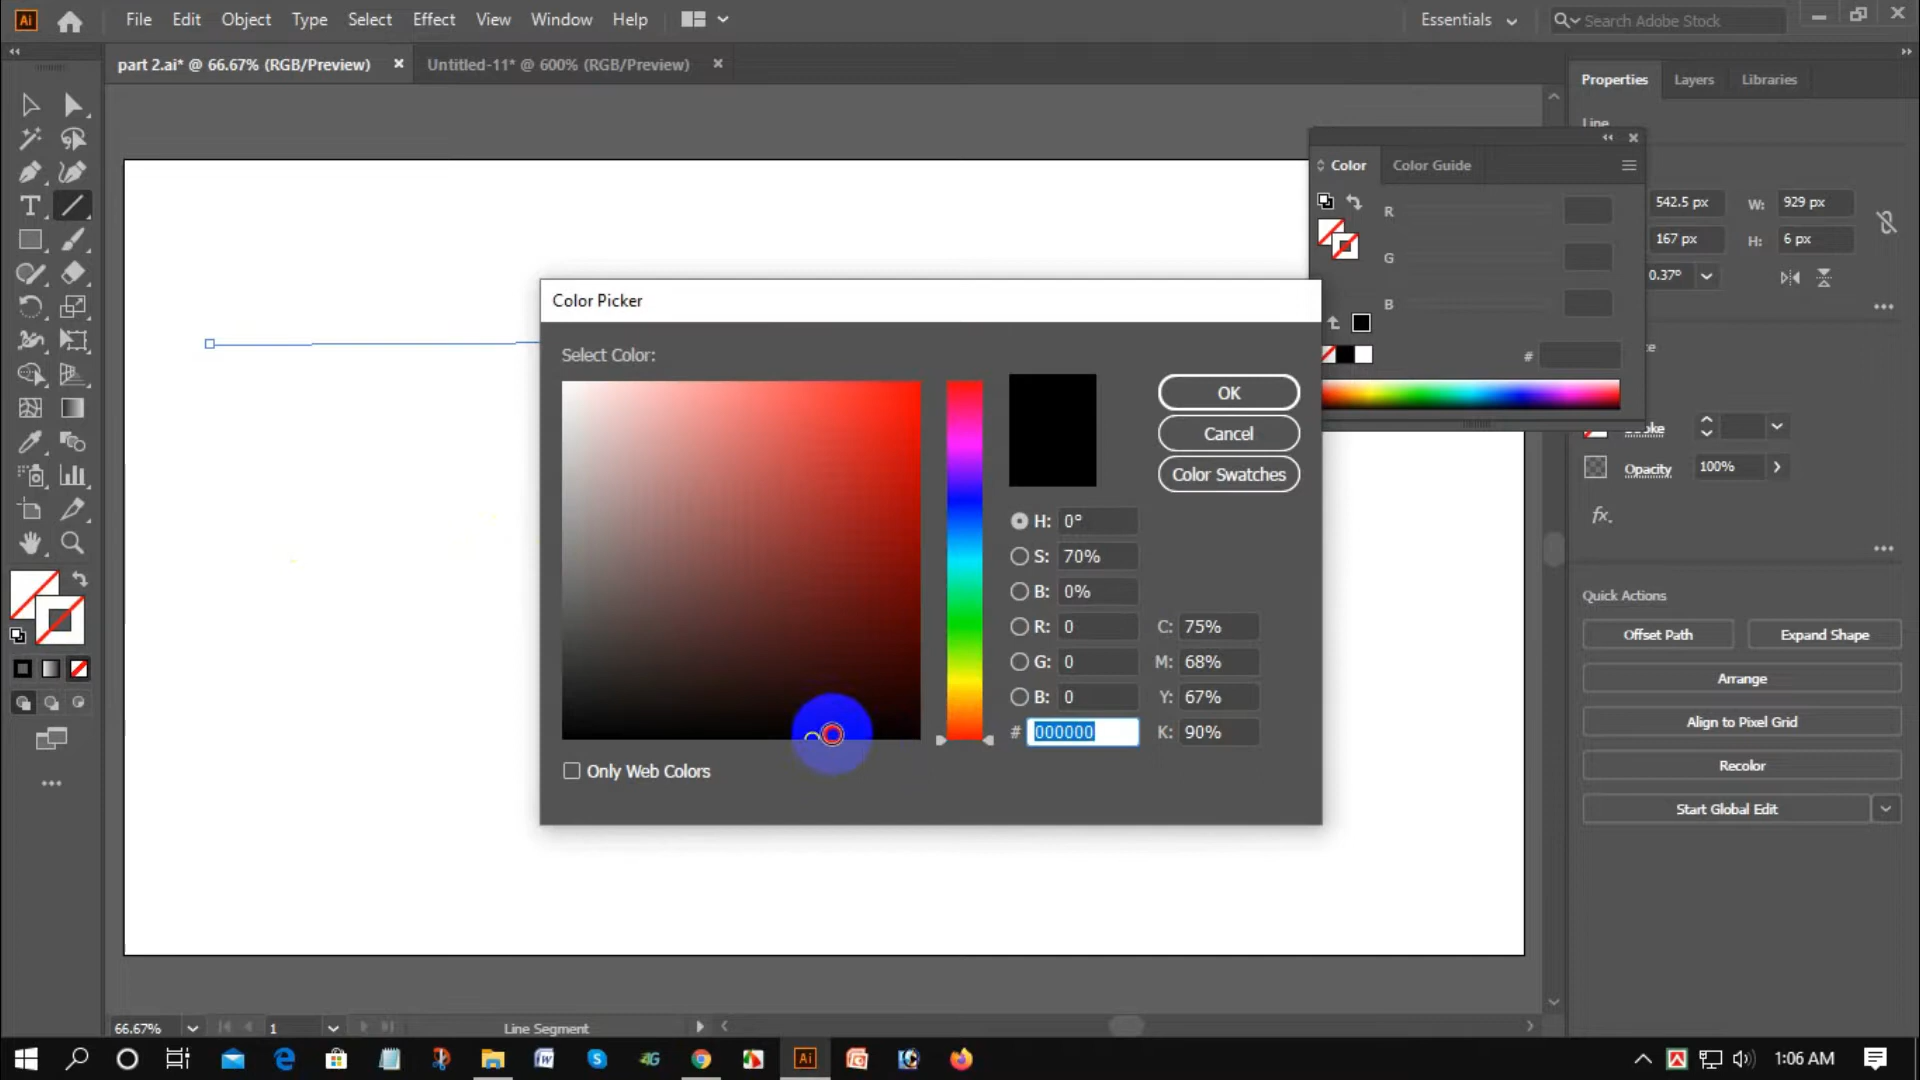 Ai
File Edit Object Type Select Effect View Window Help
Essentials
Search Adobe Stock
part 2.ai* @ 66.67% (RGB/Preview)
Untitled-11* @ 600% (RGB/Preview)
Properties Layers Libraries
Line
Color Color Guide
R
G
B
#
542.5 px W: 929 px
167 px H: 6 px
0.37°
Stroke
Opacity 100%
fx
Color Picker
Select Color:
OK
Cancel
Color Swatches
H: 0°
S: 70%
B: 0%
R: 0 C: 75%
G: 0 M: 68%
B: 0 Y: 67%
# 000000 K: 90%
Only Web Colors
Quick Actions
Offset Path Expand Shape
Arrange
Align to Pixel Grid
Recolor
Start Global Edit
66.67% 1 Line Segment
4G Ai 1:06 AM